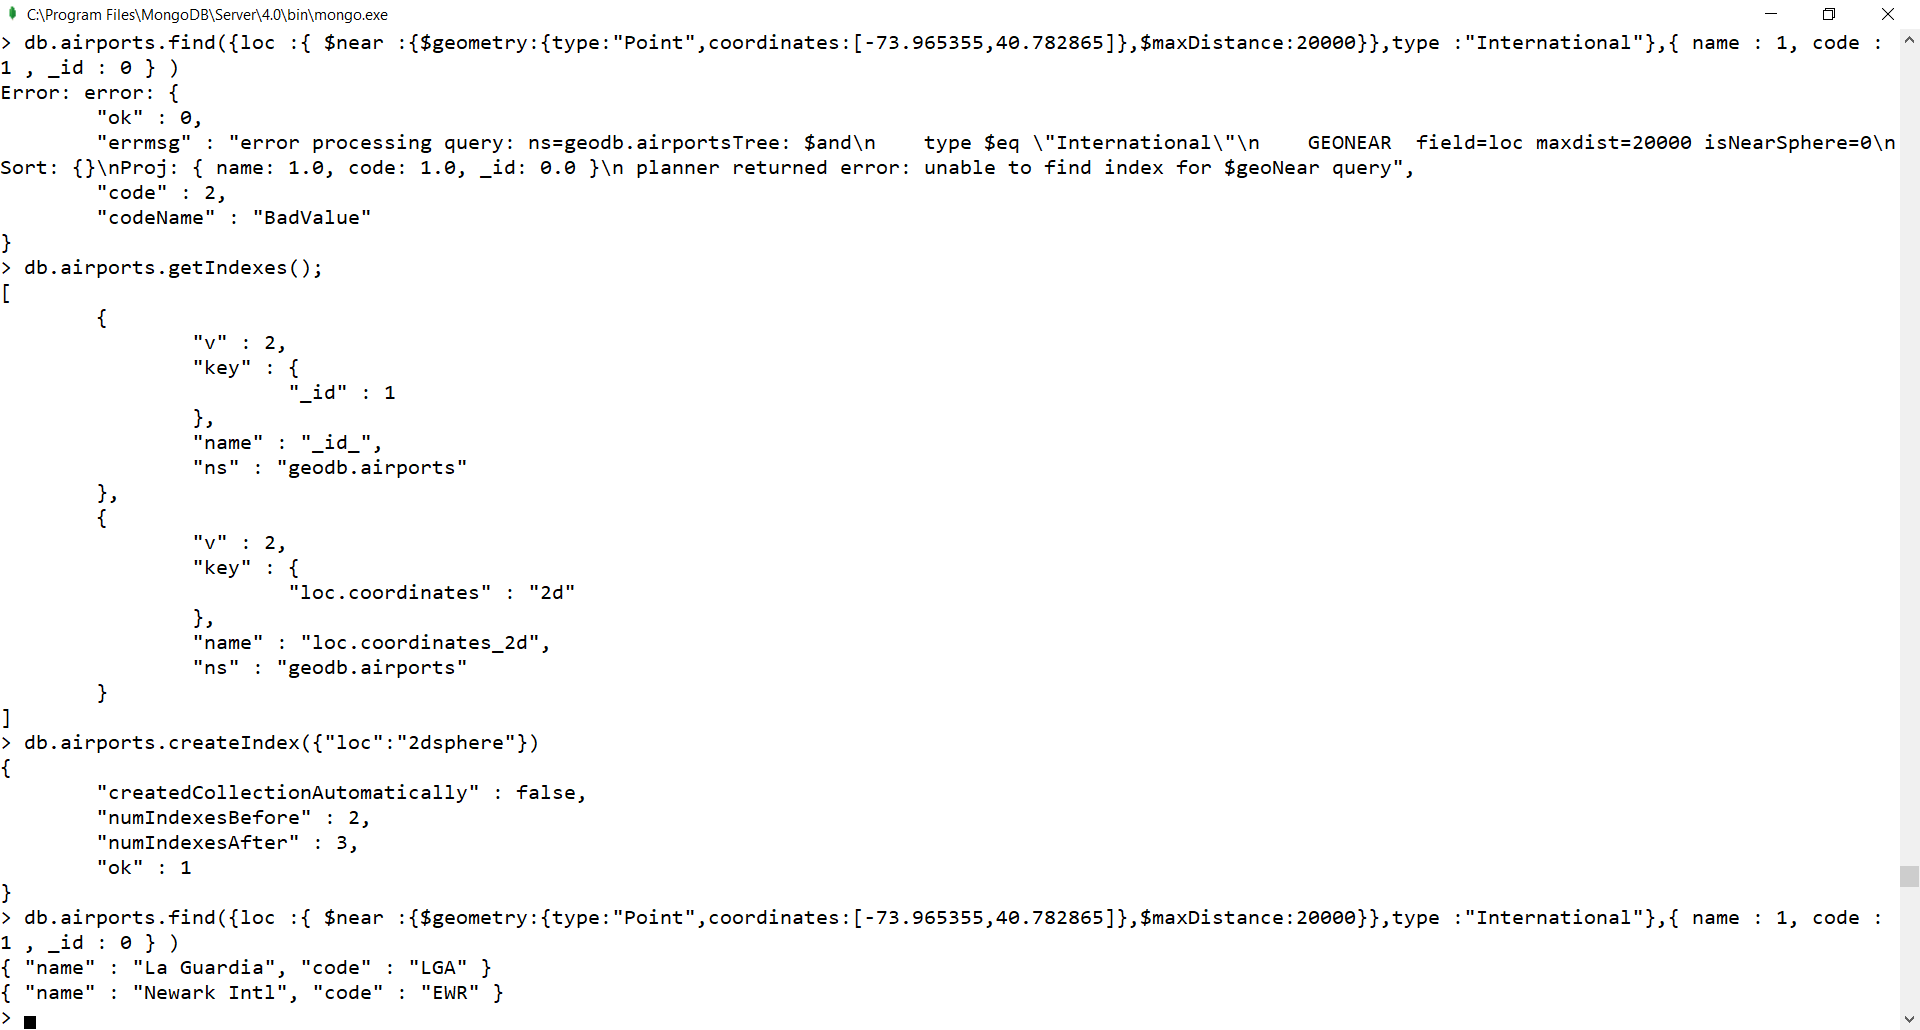 C:\Program Files\MongoDB\Server\4.0\bin\mongo.exe
> db.airports.find({loc :{ $near :{$geometry:{type:"Point",coordinates:[-73.965355,40.782865]},$maxDistance:20000}},type :"International"},{ name : 1, code :
1 , _id : 0 } )
Error: error: {
        "ok" : 0,
        "errmsg" : "error processing query: ns=geodb.airportsTree: $and\n    type $eq \"International\"\n    GEONEAR  field=loc maxdist=20000 isNearSphere=0\n
Sort: {}\nProj: { name: 1.0, code: 1.0, _id: 0.0 }\n planner returned error: unable to find index for $geoNear query",
        "code" : 2,
        "codeName" : "BadValue"
}
> db.airports.getIndexes();
[
        {
                "v" : 2,
                "key" : {
                        "_id" : 1
                },
                "name" : "_id_",
                "ns" : "geodb.airports"
        },
        {
                "v" : 2,
                "key" : {
                        "loc.coordinates" : "2d"
                },
                "name" : "loc.coordinates_2d",
                "ns" : "geodb.airports"
        }
]
> db.airports.createIndex({"loc":"2dsphere"})
{
        "createdCollectionAutomatically" : false,
        "numIndexesBefore" : 2,
        "numIndexesAfter" : 3,
        "ok" : 1
}
> db.airports.find({loc :{ $near :{$geometry:{type:"Point",coordinates:[-73.965355,40.782865]},$maxDistance:20000}},type :"International"},{ name : 1, code :
1 , _id : 0 } )
{ "name" : "La Guardia", "code" : "LGA" }
{ "name" : "Newark Intl", "code" : "EWR" }
>